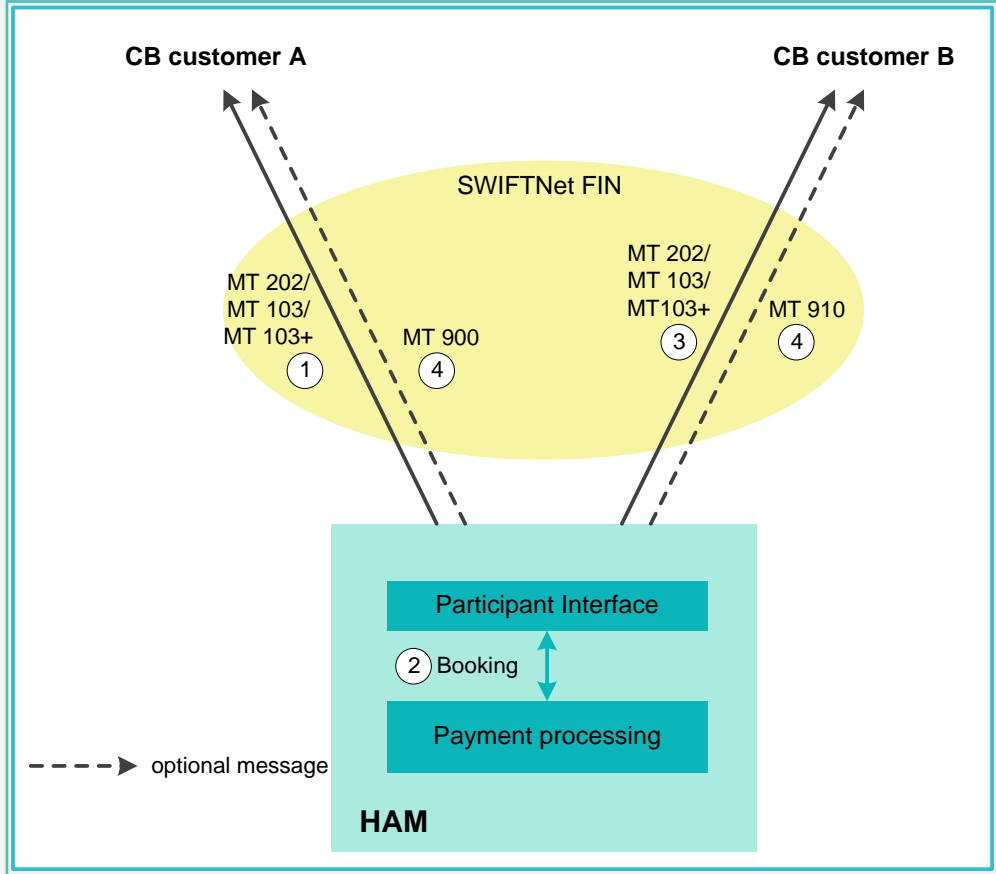 CB customer A
CB customer B
SWIFTNet FIN
MT 202/
MT 103/
MT 103+
1
MT 900
4
MT 202/
MT 103/
MT103+
3
MT 910
4
Participant Interface
2 Booking
Payment processing
optional message
HAM